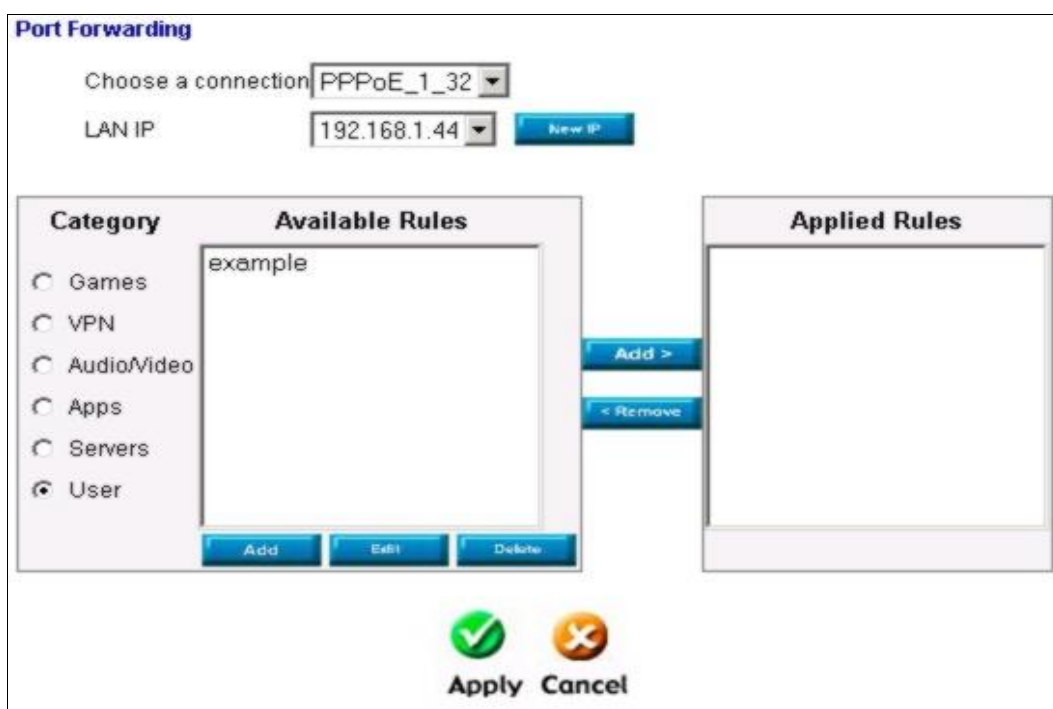 Port Forwarding
Choose a connection PPPoE_1_32
LAN IP 192.168.1.44 New IP
Category Available Rules Applied Rules
example
Games
VPN
Audio/Video
Apps
Servers
User
Add >
< Remove
Add Edit Delete
Apply Cancel